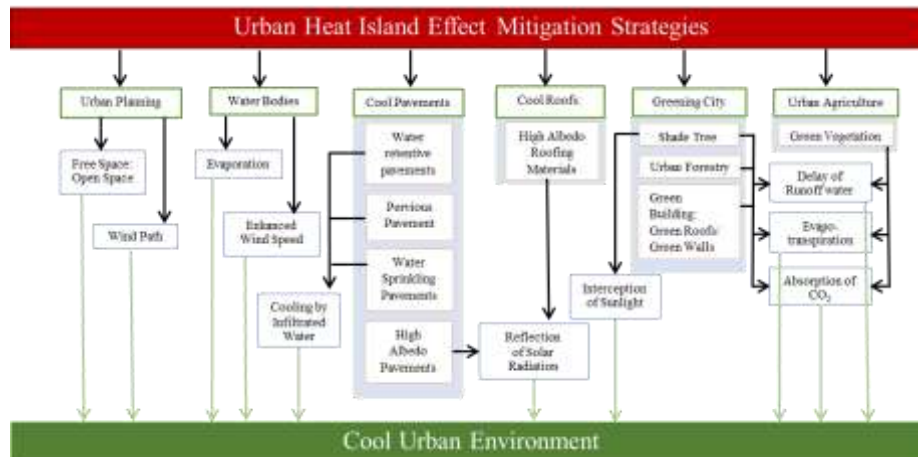 Urban Heat Island Effect Mitigation Strategies
Urban Planning
Water Bodies
Cool Pavements
Cool Roofs
Greening City
Urban Agriculture
Free Space:
Open Space
Wind Path
Evaporation
Enhanced
Wind Speed
Cooling by
Infiltrated
Water
Water
retentive
pavements
Pervious
Pavement
Water
Sprinkling
Pavements
High
Albedo
Pavements
High Albedo
Roofing
Materials
Reflection
of Solar
Radiation
Shade Tree
Urban Forestry
Green
Building:
Green Roofs
Green Walls
Interception
of Sunlight
Green Vegetation
Delay of
Runoff water
Evapo-
transpiration
Absorption of
CO₂
Cool Urban Environment